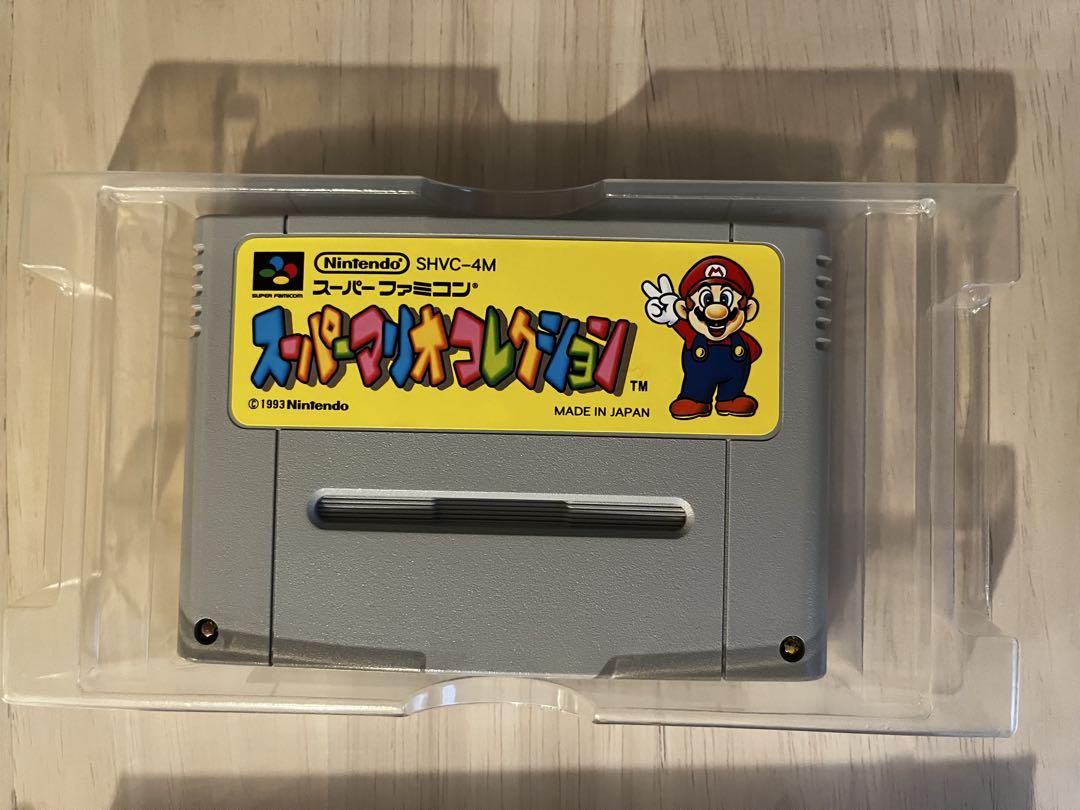 Nintendo SHVC-4M
SUPER FAMICOM
スーパーファミコン®
スーパーマリオコレクション TM
© 1993 Nintendo
MADE IN JAPAN
M